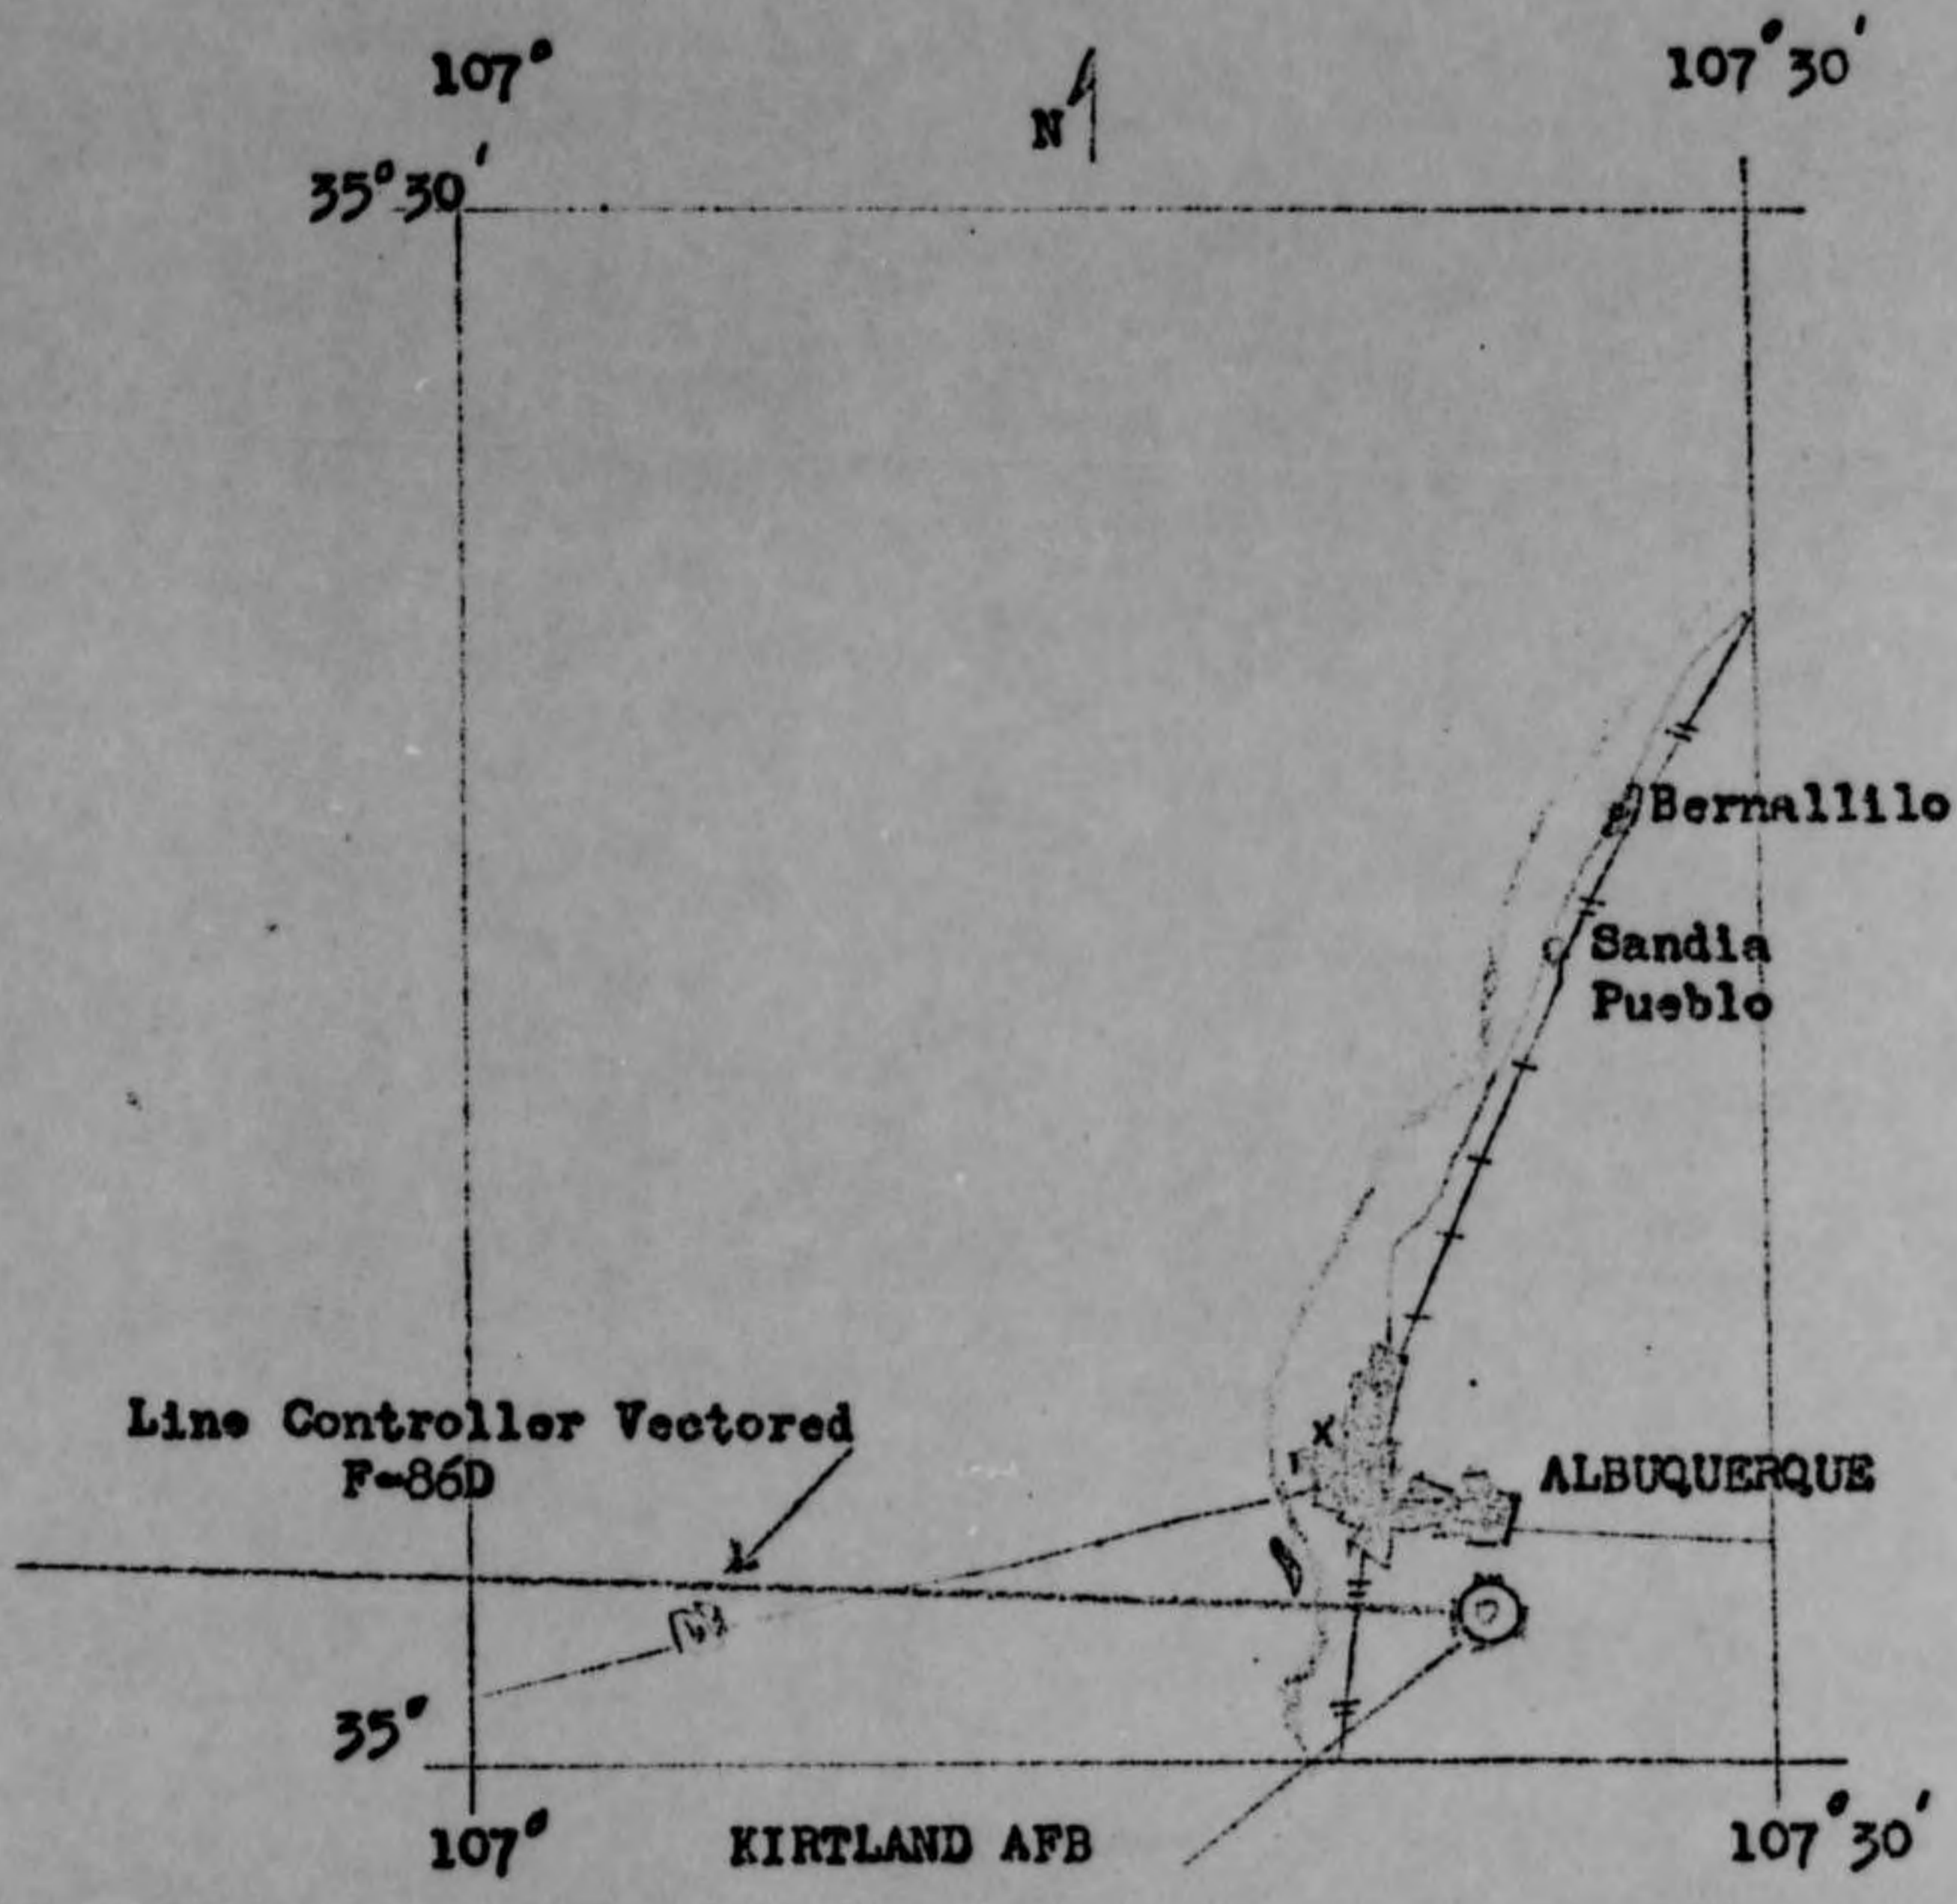 107°
107°30'
N
35°30'
Bernallilo
Sandia
Pueblo
Line Controller Vectored
F-86D
X
ALBUQUERQUE
35°
107°
KIRTLAND AFB
107°30'